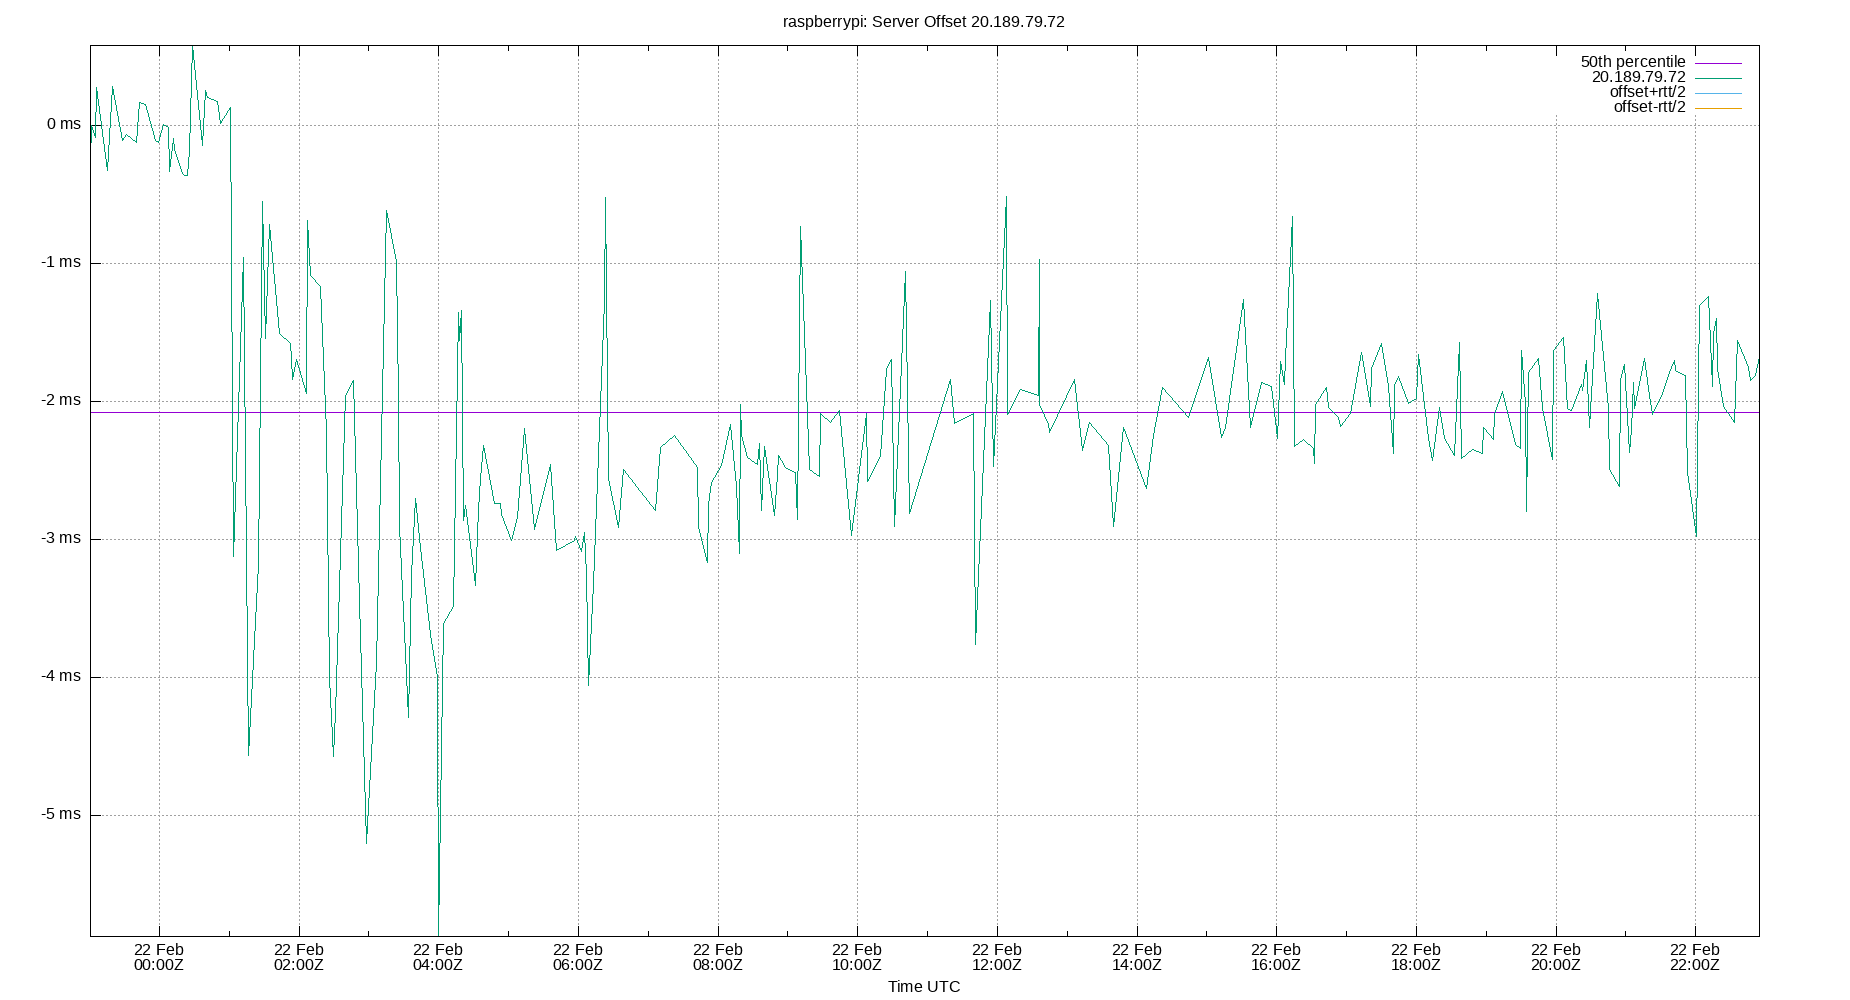 raspberrypi: Server Offset 20.189.79.72
50th percentile
20.189.79.72
offset+rtt/2
offset-rtt/2
0 ms
-1 ms
-2 ms
-3 ms
-4 ms
-5 ms
22 Feb 22 Feb 22 Feb 22 Feb 22 Feb 22 Feb 22 Feb 22 Feb 22 Feb 22 Feb 22 Feb 22 Feb
00:00Z 02:00Z 04:00Z 06:00Z 08:00Z 10:00Z 12:00Z 14:00Z 16:00Z 18:00Z 20:00Z 22:00Z
Time UTC